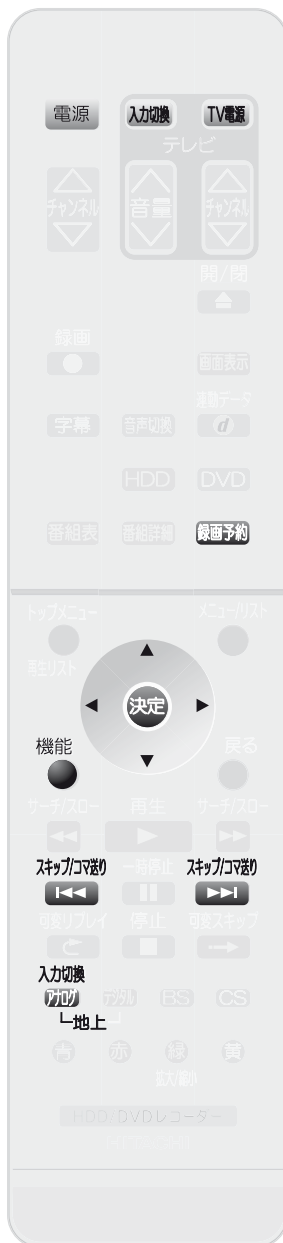 電源 入力切換 TV電源
テレビ
チャンネル 音量 チャンネル
開/閉
録画
画面表示
連動データ
字幕 音声切換 d
HDD DVD
番組表 番組詳細 録画予約
トップメニュー メニュー/リスト
再生リスト
決定
機能 戻る
サーチ/スロー 再生 サーチ/スロー
スキップ/コマ送り 一時停止 スキップ/コマ送り
可変リプレイ 停止 可変スキップ
入力切換
アナログ デジタル BS CS
地上
青 赤 緑 黄
拡大/縮小
HDD/DVDレコーダー